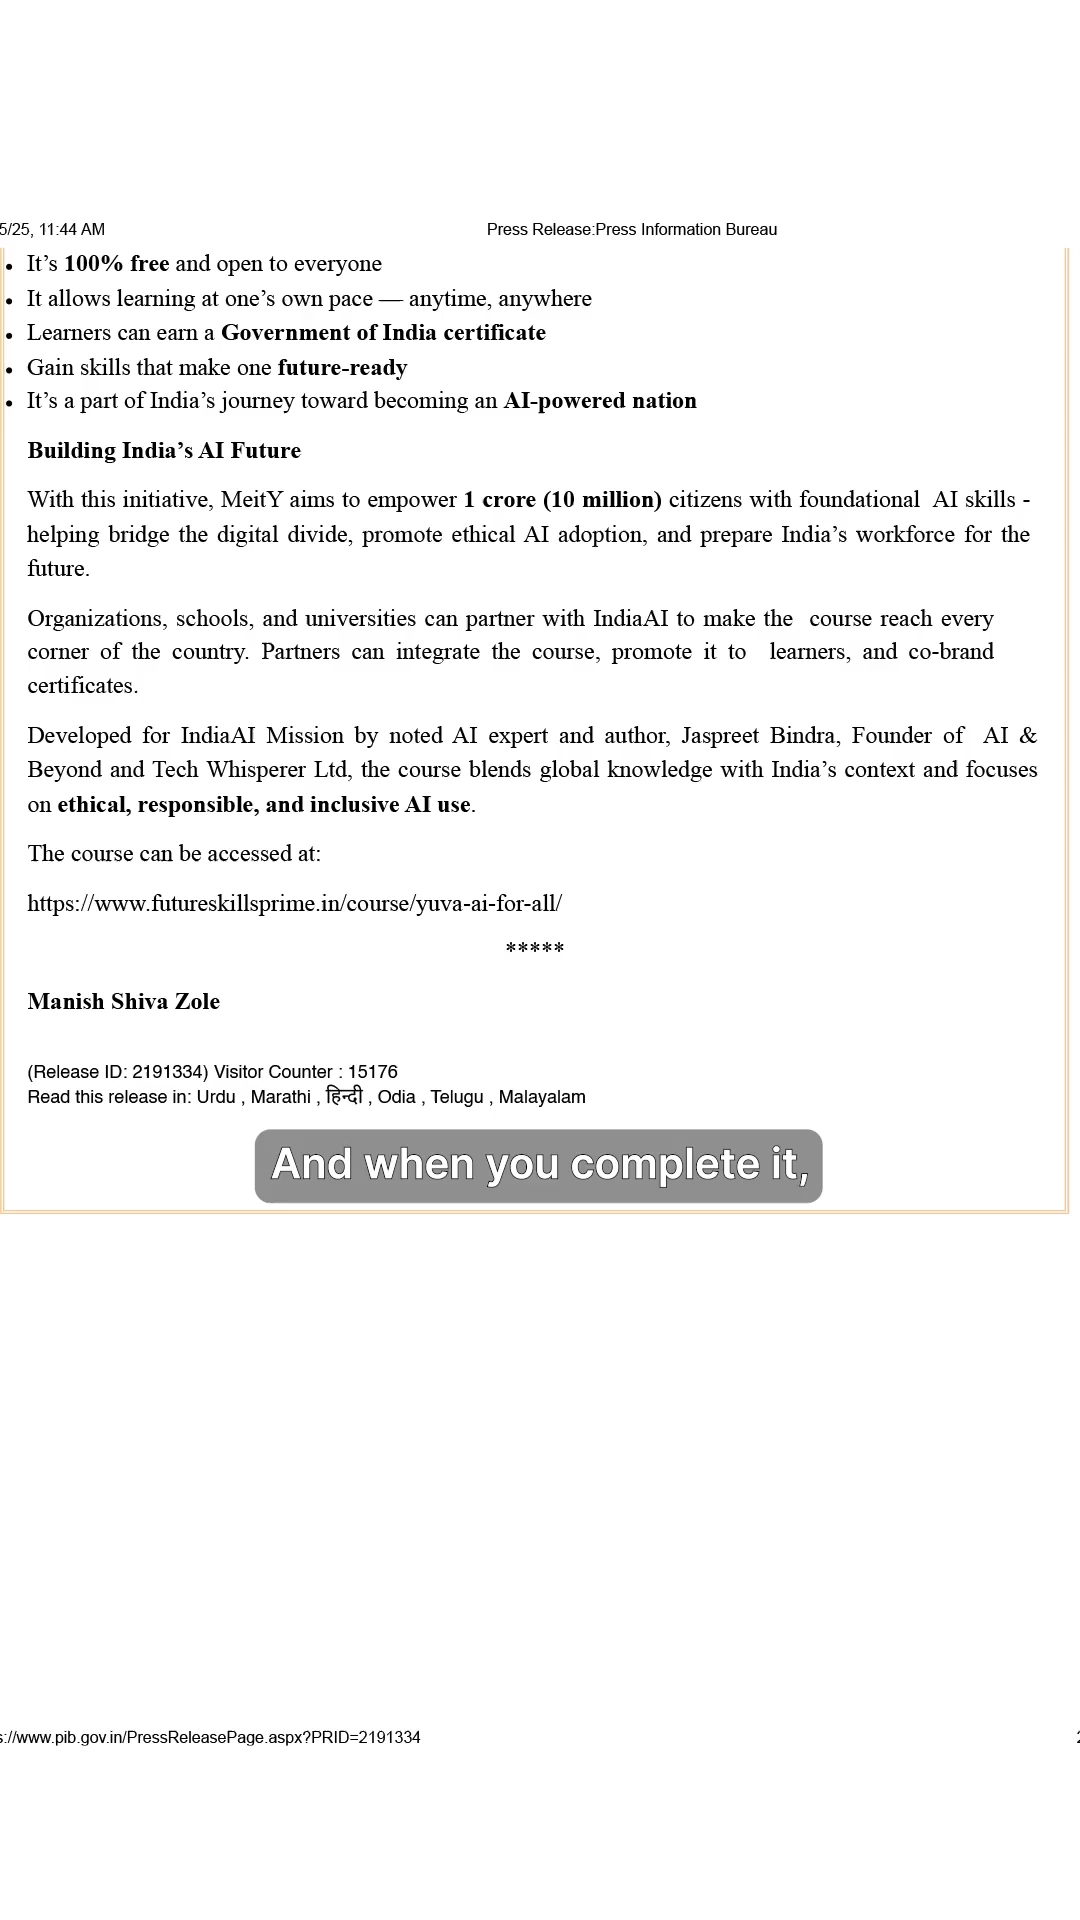 5/25, 11:44 AM
Press Release:Press Information Bureau
• It’s 100% free and open to everyone
• It allows learning at one’s own pace — anytime, anywhere
• Learners can earn a Government of India certificate
• Gain skills that make one future-ready
• It’s a part of India’s journey toward becoming an AI-powered nation
Building India’s AI Future
With this initiative, MeitY aims to empower 1 crore (10 million) citizens with foundational AI skills -
helping bridge the digital divide, promote ethical AI adoption, and prepare India’s workforce for the
future.
Organizations, schools, and universities can partner with IndiaAI to make the course reach every
corner of the country. Partners can integrate the course, promote it to learners, and co-brand
certificates.
Developed for IndiaAI Mission by noted AI expert and author, Jaspreet Bindra, Founder of AI &
Beyond and Tech Whisperer Ltd, the course blends global knowledge with India’s context and focuses
on ethical, responsible, and inclusive AI use.
The course can be accessed at:
https://www.futureskillsprime.in/course/yuva-ai-for-all/
*****
Manish Shiva Zole
(Release ID: 2191334) Visitor Counter : 15176
Read this release in: Urdu , Marathi , हिन्दी , Odia , Telugu , Malayalam
And when you complete it,
s://www.pib.gov.in/PressReleasePage.aspx?PRID=2191334